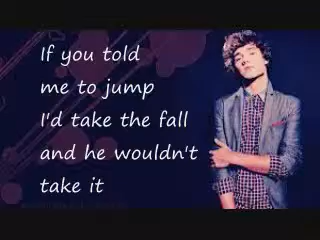 If you told
me to jump
I'd take the fall
and he wouldn't
take it